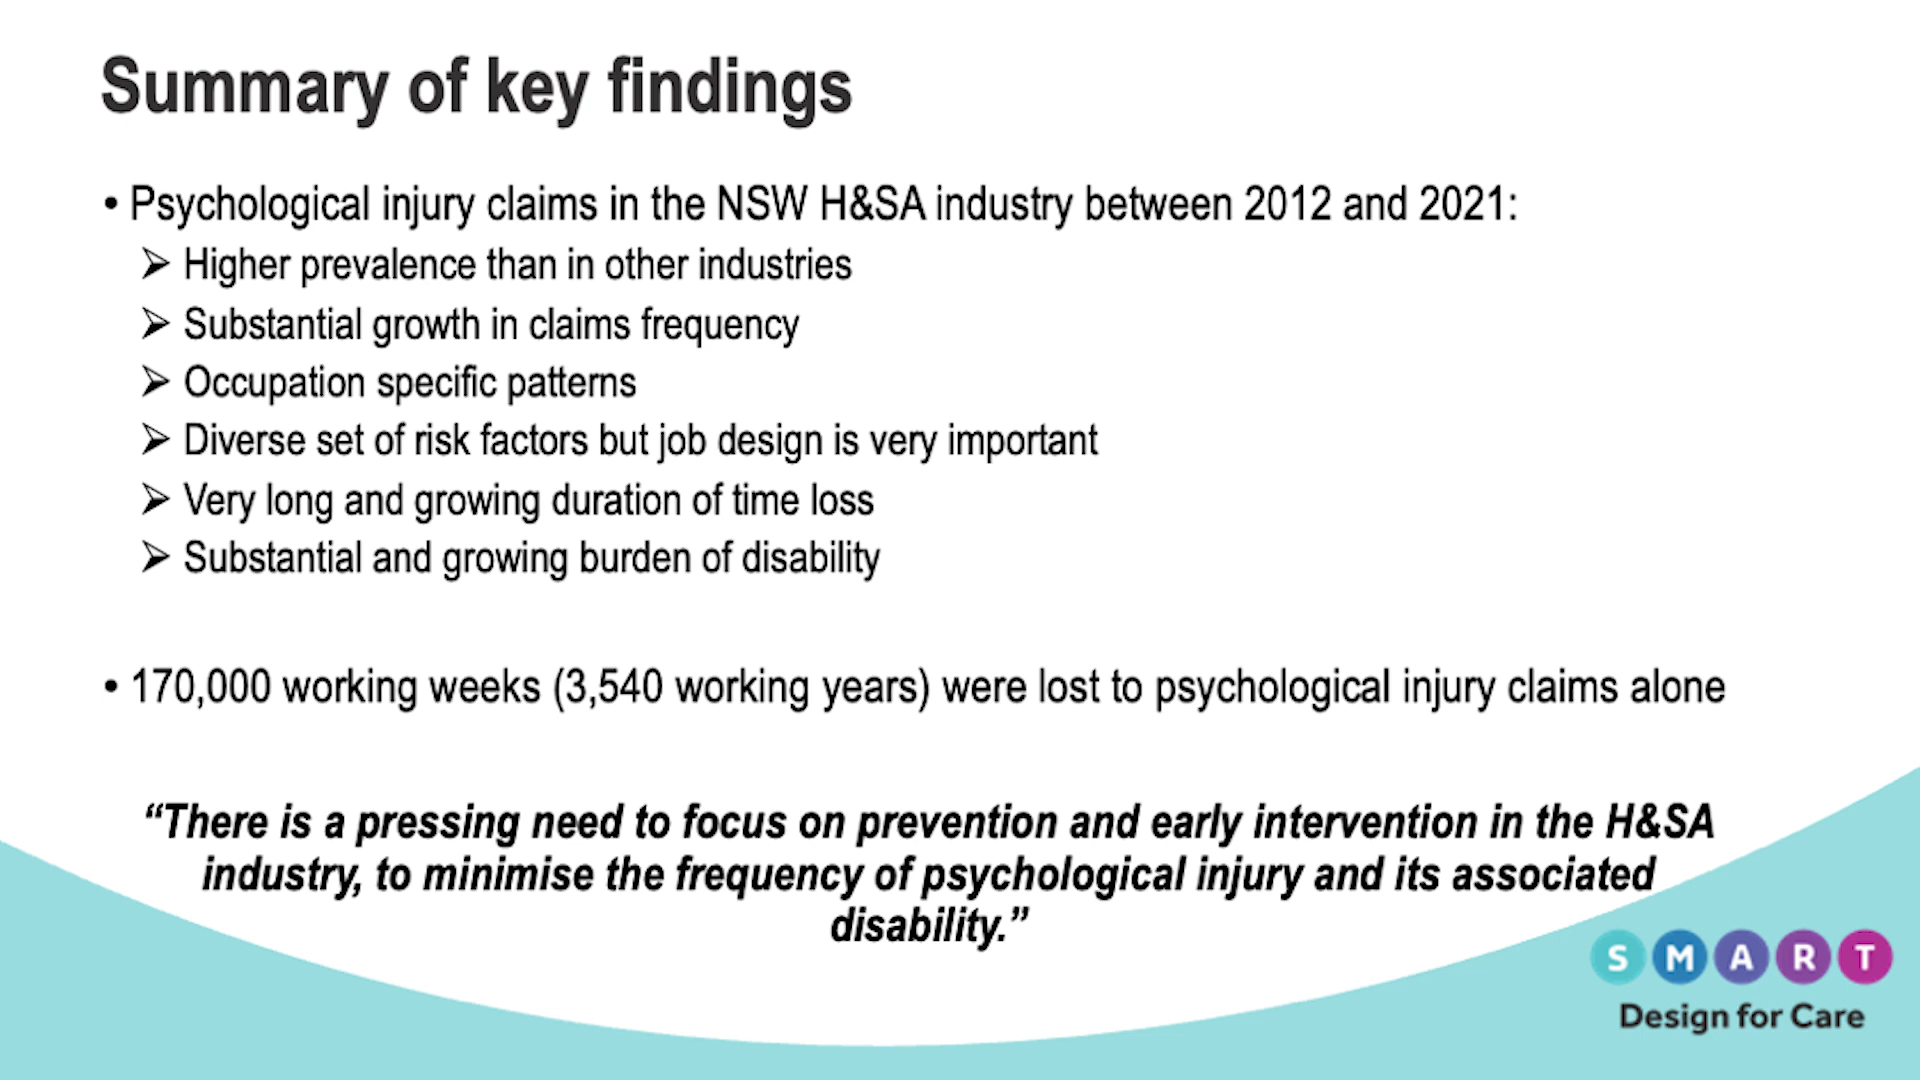 Summary of key findings
• Psychological injury claims in the NSW H&SA industry between 2012 and 2021:
➢ Higher prevalence than in other industries
➢ Substantial growth in claims frequency
➢ Occupation specific patterns
➢ Diverse set of risk factors but job design is very important
➢ Very long and growing duration of time loss
➢ Substantial and growing burden of disability
• 170,000 working weeks (3,540 working years) were lost to psychological injury claims alone
“There is a pressing need to focus on prevention and early intervention in the H&SA
industry, to minimise the frequency of psychological injury and its associated
disability.”
SMART
Design for Care